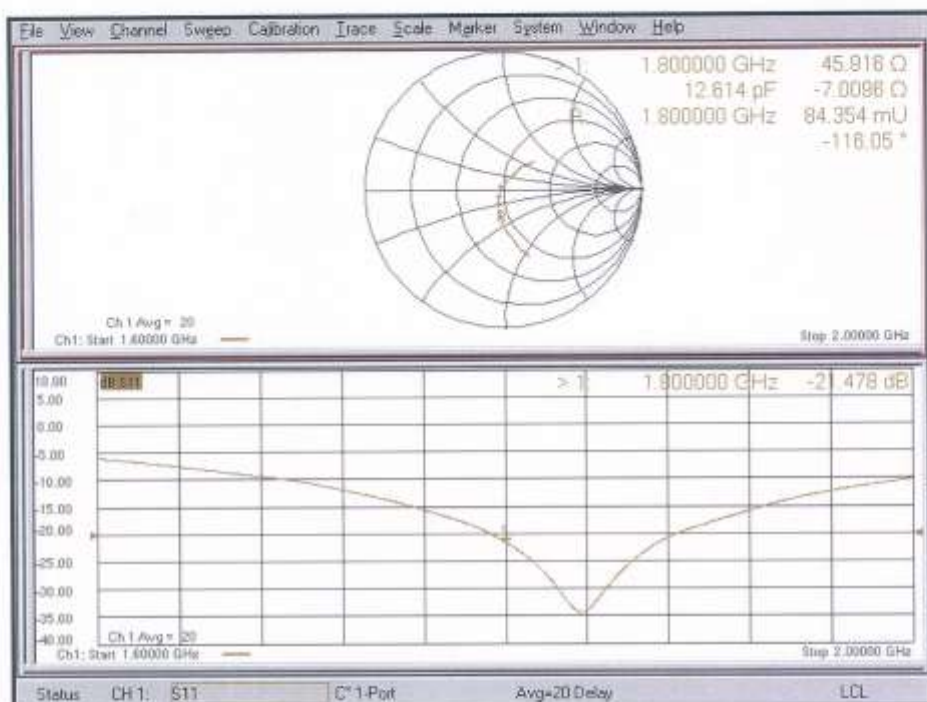 File View Channel Sweep Calibration Trace Scale Marker System Window Help
> 1: 1.800000 GHz 45.916 Ω
12.614 pF -7.0096 Ω
1.800000 GHz 84.354 mU
-116.05 °
Ch 1 Avg = 20
Ch1: Start 1.60000 GHz
Stop 2.00000 GHz
10.00 dB S11
> 1: 1.800000 GHz -21.478 dB
5.00
0.00
-5.00
-10.00
-15.00
-20.00
-25.00
-30.00
-35.00
-40.00
Ch 1 Avg = 20
Ch1: Start 1.60000 GHz
Stop 2.00000 GHz
Status CH 1: S11 C* 1-Port Avg=20 Delay LCL